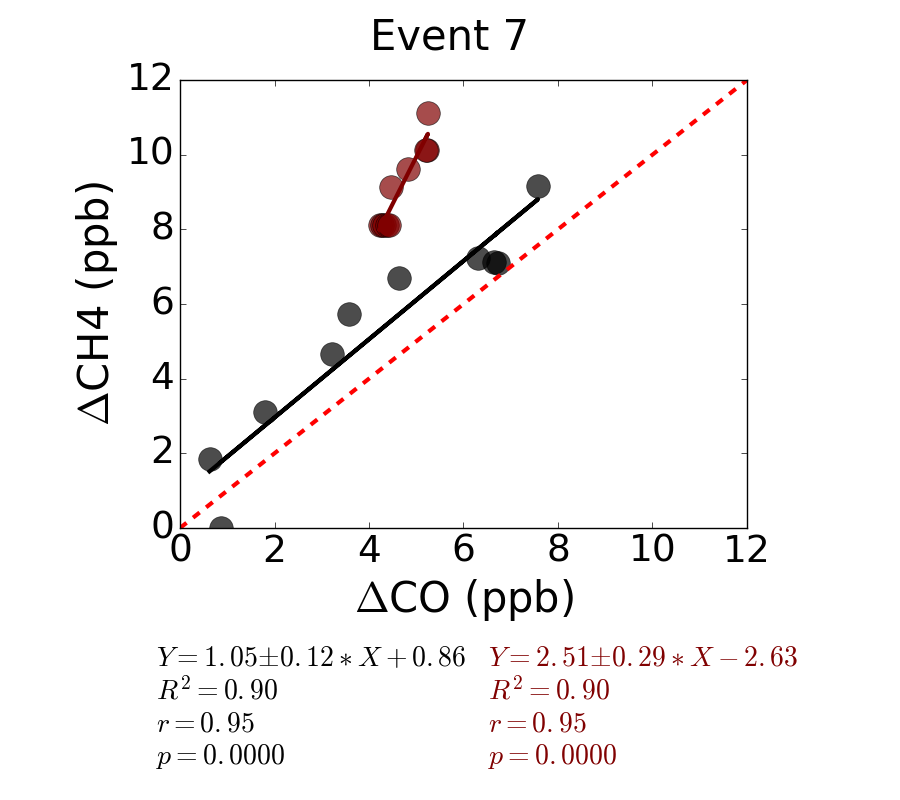 Event 7
ΔCH4 (ppb)
12
10
8
6
4
2
0
0 2 4 6 8 10 12
ΔCO (ppb)
Y=1.05±0.12∗X+0.86 Y=2.51±0.29∗X−2.63
R²=0.90 R²=0.90
r=0.95 r=0.95
p=0.0000 p=0.0000